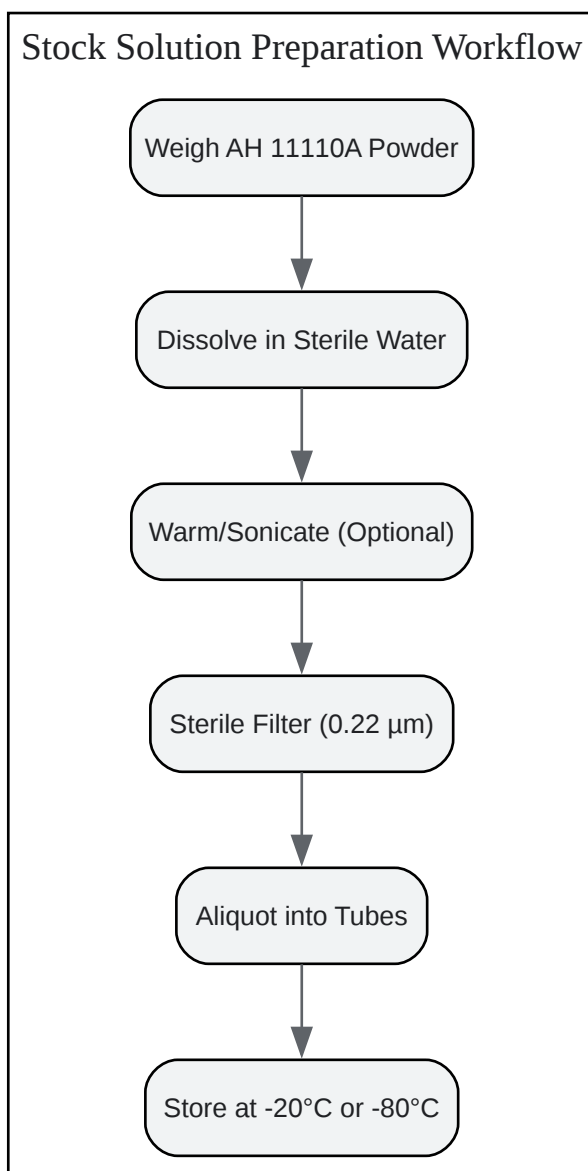 Stock Solution Preparation Workflow
Weigh AH 11110A Powder
Dissolve in Sterile Water
Warm/Sonicate (Optional)
Sterile Filter (0.22 µm)
Aliquot into Tubes
Store at -20°C or -80°C